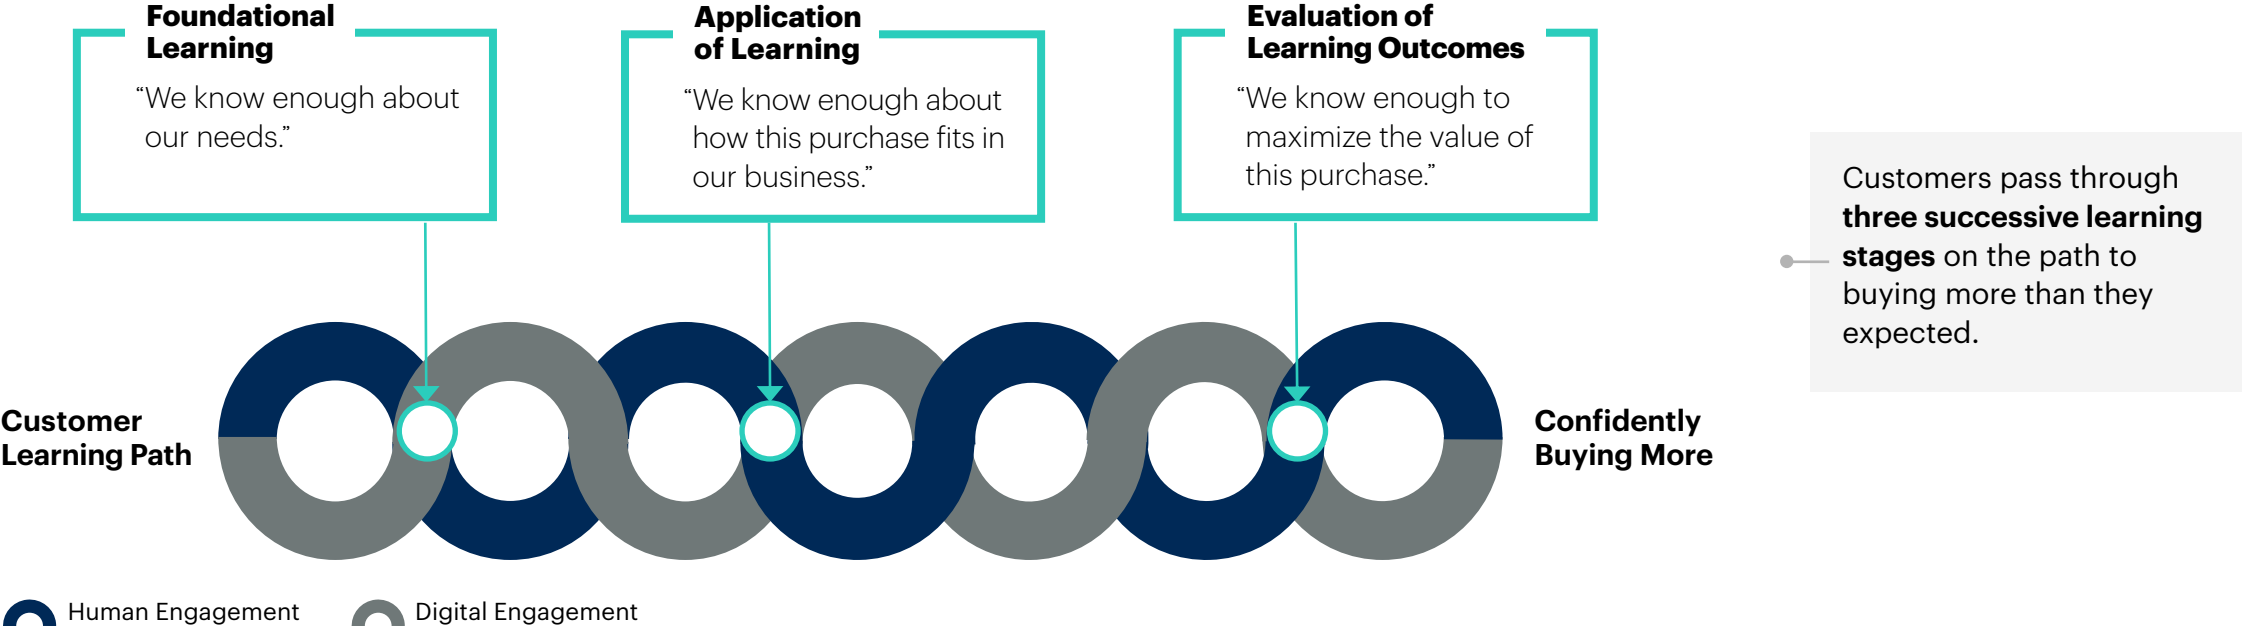 Foundational
Learning
“We know enough about
our needs.”
Application
of Learning
“We know enough about
how this purchase fits in
our business.”
Evaluation of
Learning Outcomes
“We know enough to
maximize the value of
this purchase.”
Customers pass through
three successive learning
stages on the path to
buying more than they
expected.
Customer
Learning Path
Confidently
Buying More
Human Engagement
Digital Engagement